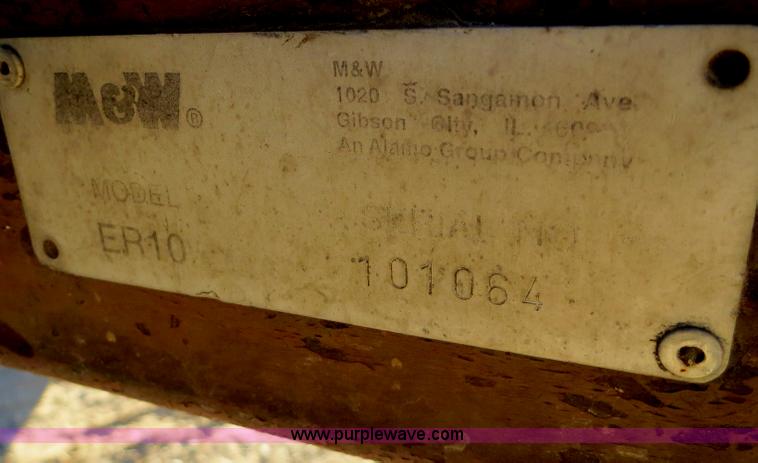 M&W®
M&W
1020 S. Sangamon Ave.
Gibson City, IL.
An Alamo Group Company
MODEL
ER10
SERIAL NO.
101064
www.purplewave.com